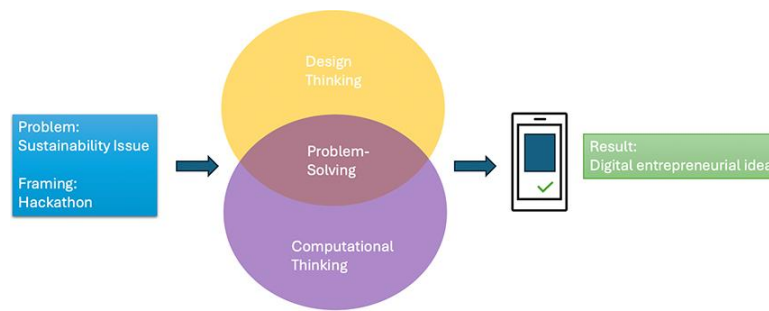 Problem:
Sustainability Issue
Framing:
Hackathon
Design
Thinking
Problem-
Solving
Computational
Thinking
Result:
Digital entrepreneurial idea